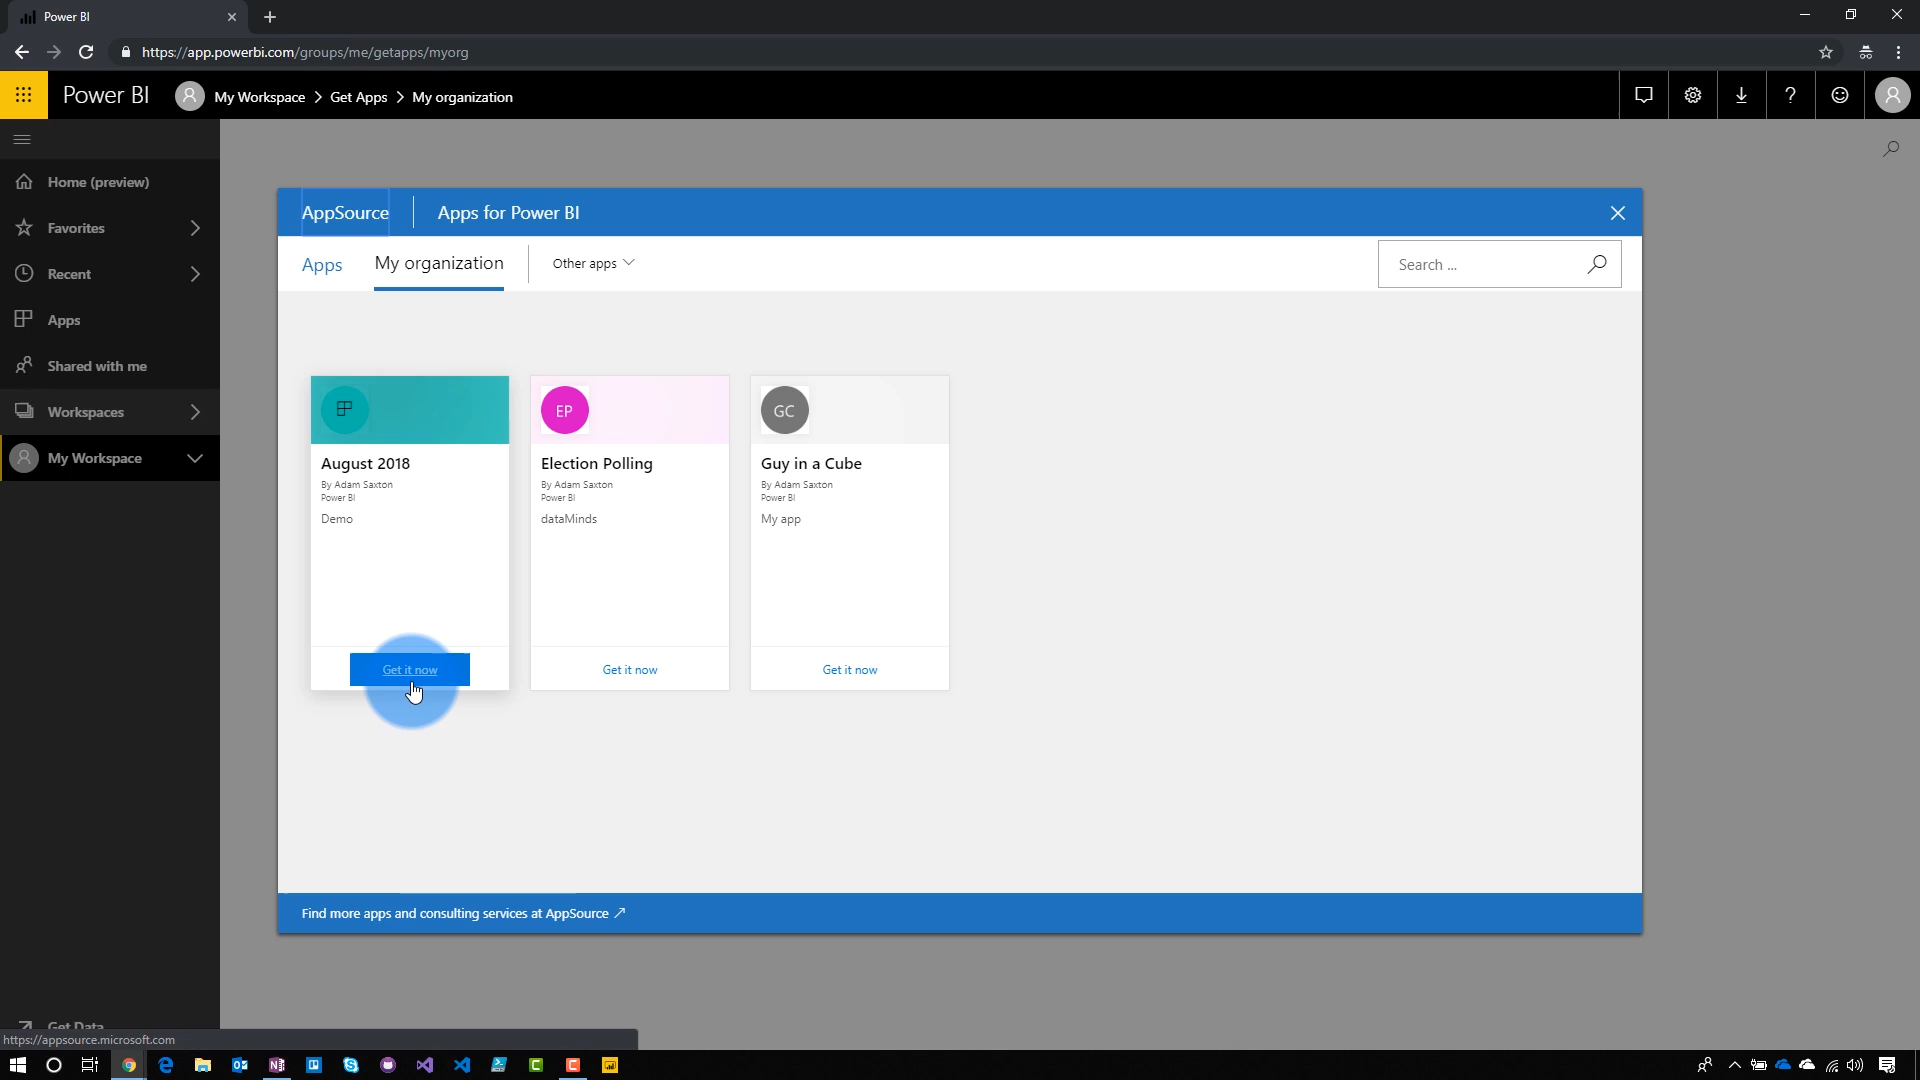 Power BI
https://app.powerbi.com/groups/me/getapps/myorg
Power BI
My Workspace > Get Apps > My organization
?
Home (preview)
Favorites
Recent
Apps
Shared with me
Workspaces
My Workspace
Get Data
AppSource
Apps for Power BI
Apps
My organization
Other apps
Search ...
August 2018
By Adam Saxton
Power BI
Demo
Get it now
EP
Election Polling
By Adam Saxton
Power BI
dataMinds
Get it now
GC
Guy in a Cube
By Adam Saxton
Power BI
My app
Get it now
Find more apps and consulting services at AppSource
https://appsource.microsoft.com